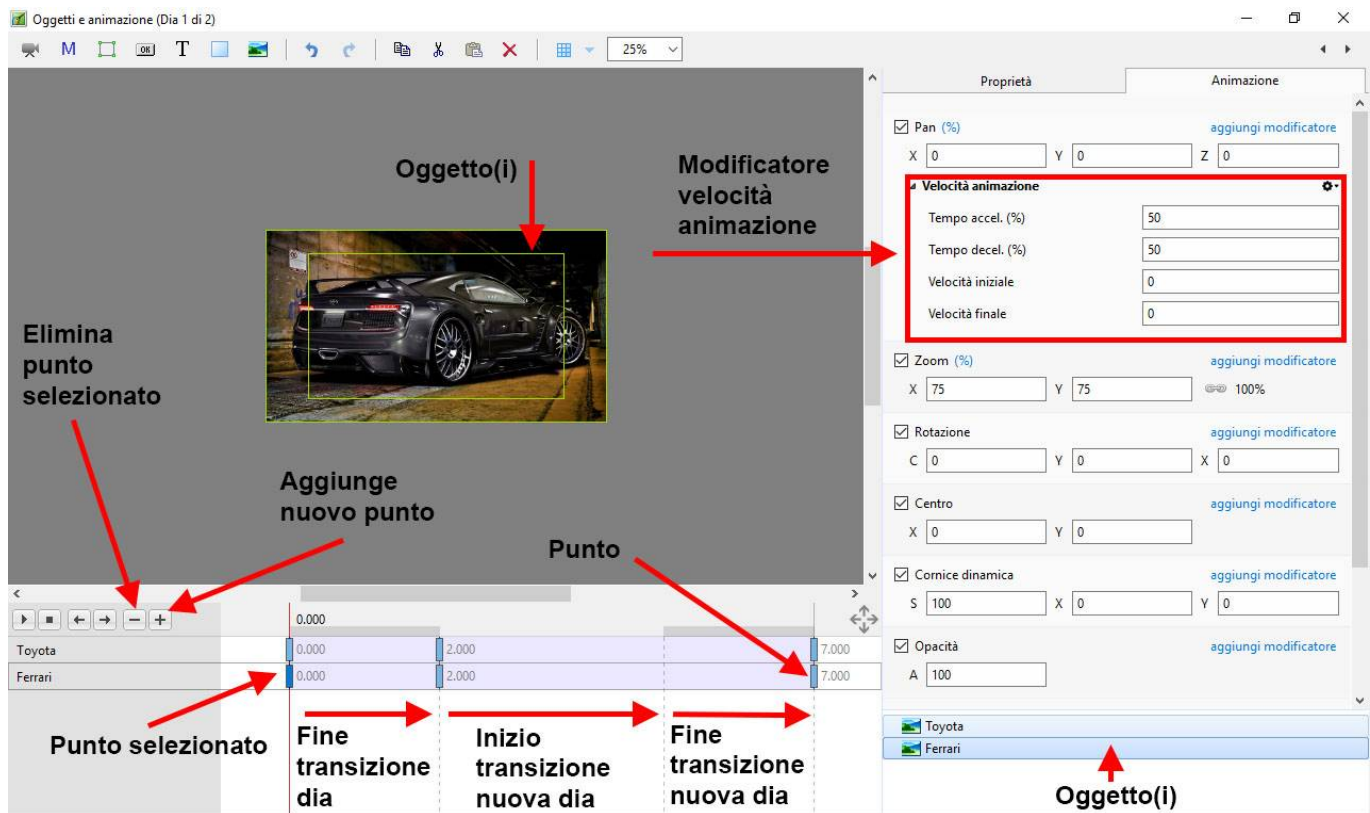 Oggetti e animazione (Dia 1 di 2)
M OK T 25%
Proprietà Animazione
Pan (%) aggiungi modificatore
X 0 Y 0 Z 0
Velocità animazione
Tempo accel. (%) 50
Tempo decel. (%) 50
Velocità iniziale 0
Velocità finale 0
Zoom (%) aggiungi modificatore
X 75 Y 75 100%
Rotazione aggiungi modificatore
C 0 Y 0 X 0
Centro aggiungi modificatore
X 0 Y 0
Cornice dinamica aggiungi modificatore
S 100 X 0 Y 0
Opacità aggiungi modificatore
A 100
Toyota
Ferrari
Oggetto(i)
Oggetto(i)
Modificatore
velocità
animazione
Elimina
punto
selezionato
Aggiunge
nuovo punto
Punto
0.000
Toyota 0.000 2.000 7.000
Ferrari 0.000 2.000 7.000
Punto selezionato
Fine
transizione
dia
Inizio
transizione
nuova dia
Fine
transizione
nuova dia